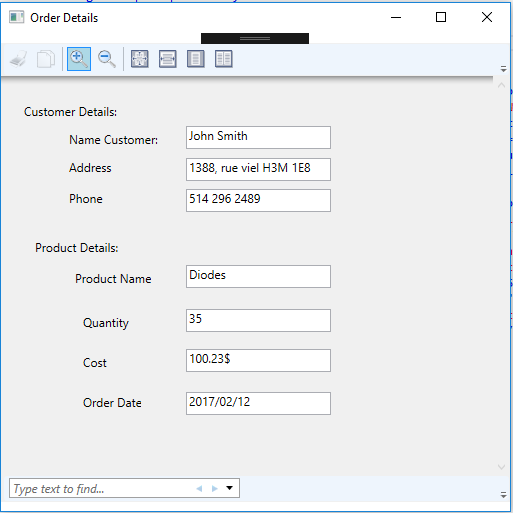 Order Details
Customer Details:
Name Customer: John Smith
Address 1388, rue viel H3M 1E8
Phone 514 296 2489
Product Details:
Product Name Diodes
Quantity 35
Cost 100.23$
Order Date 2017/02/12
Type text to find...